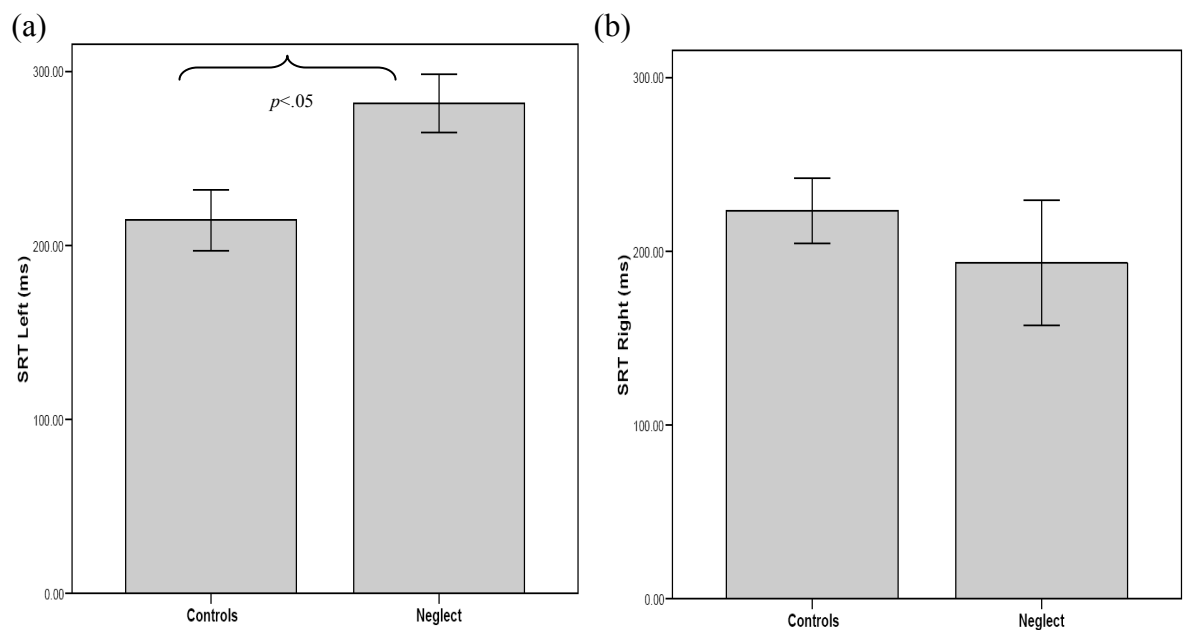 (a)
300.00
p<.05
200.00
100.00
0.00
SRT Left (ms)
Controls Neglect
(b)
300.00
200.00
100.00
0.00
SRT Right (ms)
Controls Neglect